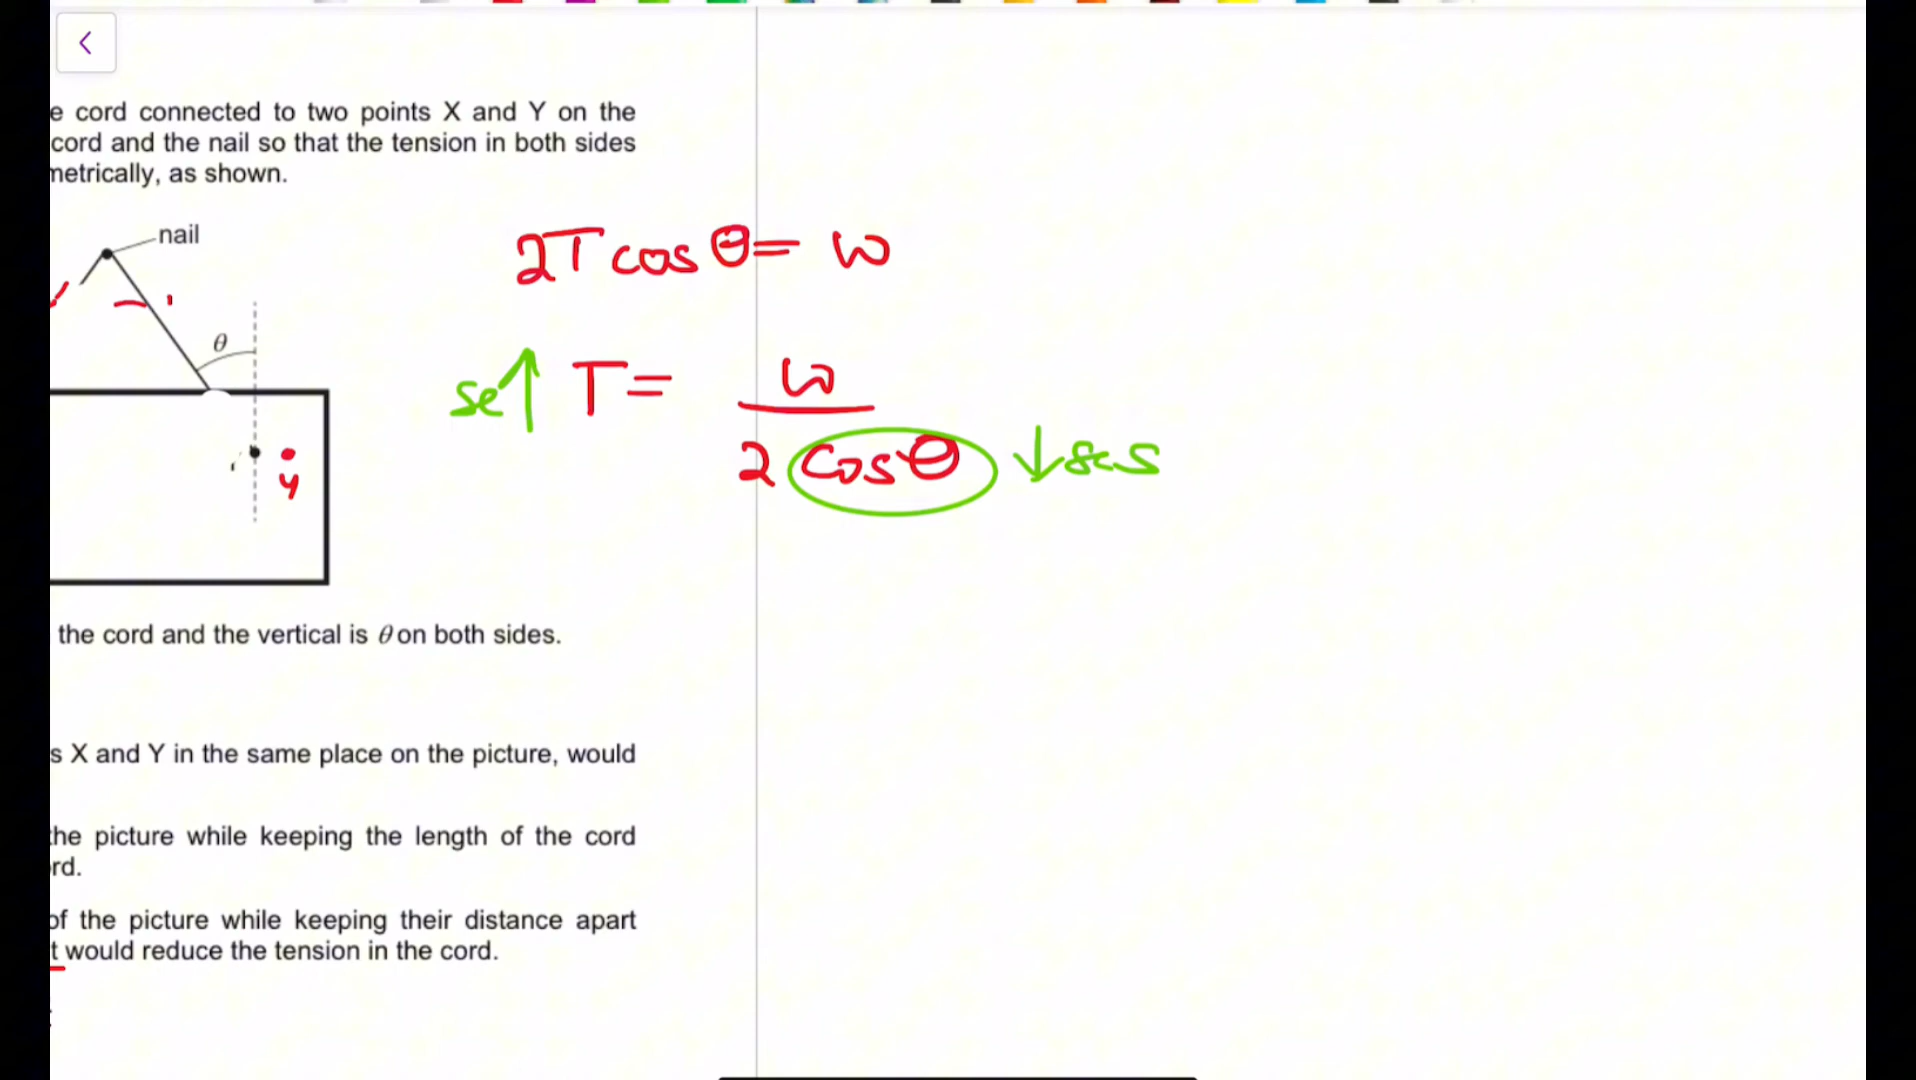 e cord connected to two points X and Y on the
cord and the nail so that the tension in both sides
metrically, as shown.
nail
2T cos θ = W
θ
se↑ T =
W
2 cos θ ↓ses
Y
the cord and the vertical is θ on both sides.
s X and Y in the same place on the picture, would
the picture while keeping the length of the cord
rd.
of the picture while keeping their distance apart
t would reduce the tension in the cord.